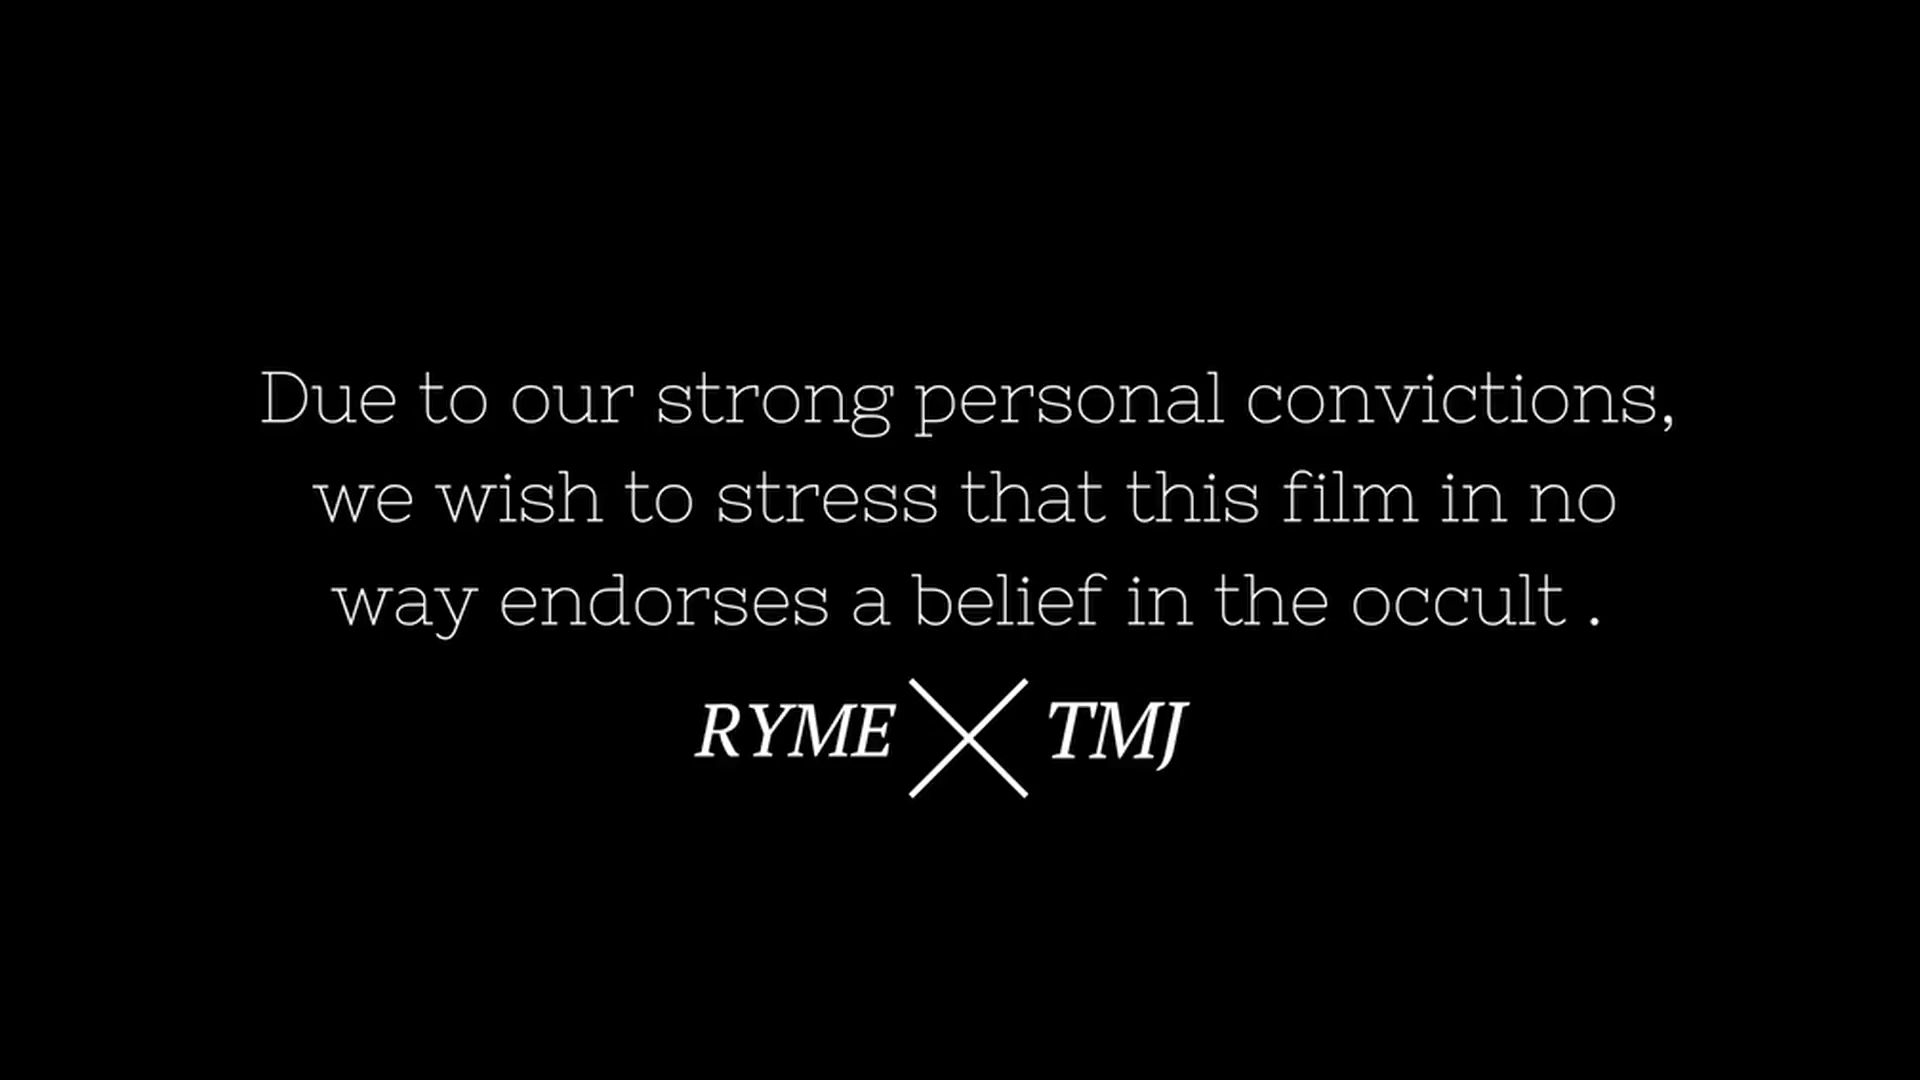 Due to our strong personal convictions,
we wish to stress that this film in no
way endorses a belief in the occult .
RYME X TMJ